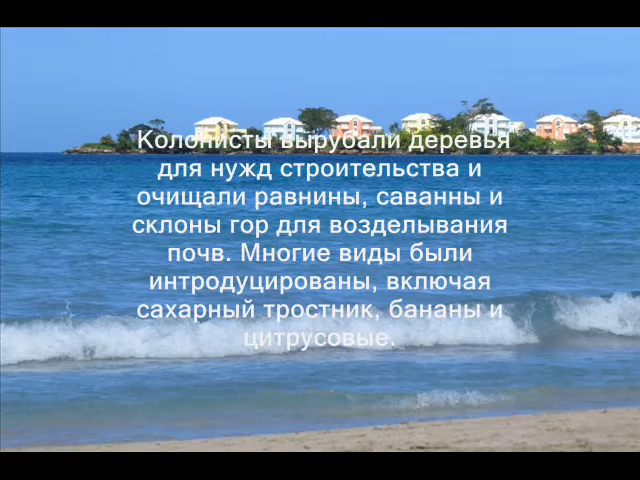 Колонисты вырубали деревья
для нужд строительства и
очищали равнины, саванны и
склоны гор для возделывания
почв. Многие виды были
интродуцированы, включая
сахарный тростник, бананы и
цитрусовые.